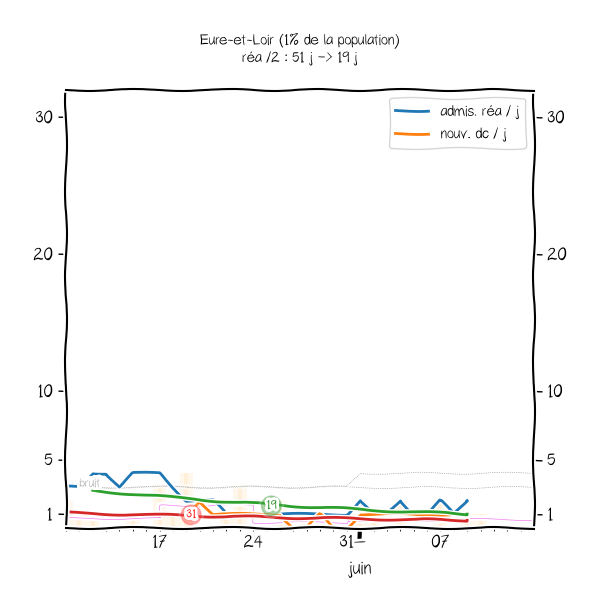 Eure-et-Loir (1% de la population)
réa /2 : 51 j -> 19 j
admis. réa / j
nouv. dc / j
30
30
20
20
10
10
5
5
bruit
19
31
1
1
17
24
31
07
juin